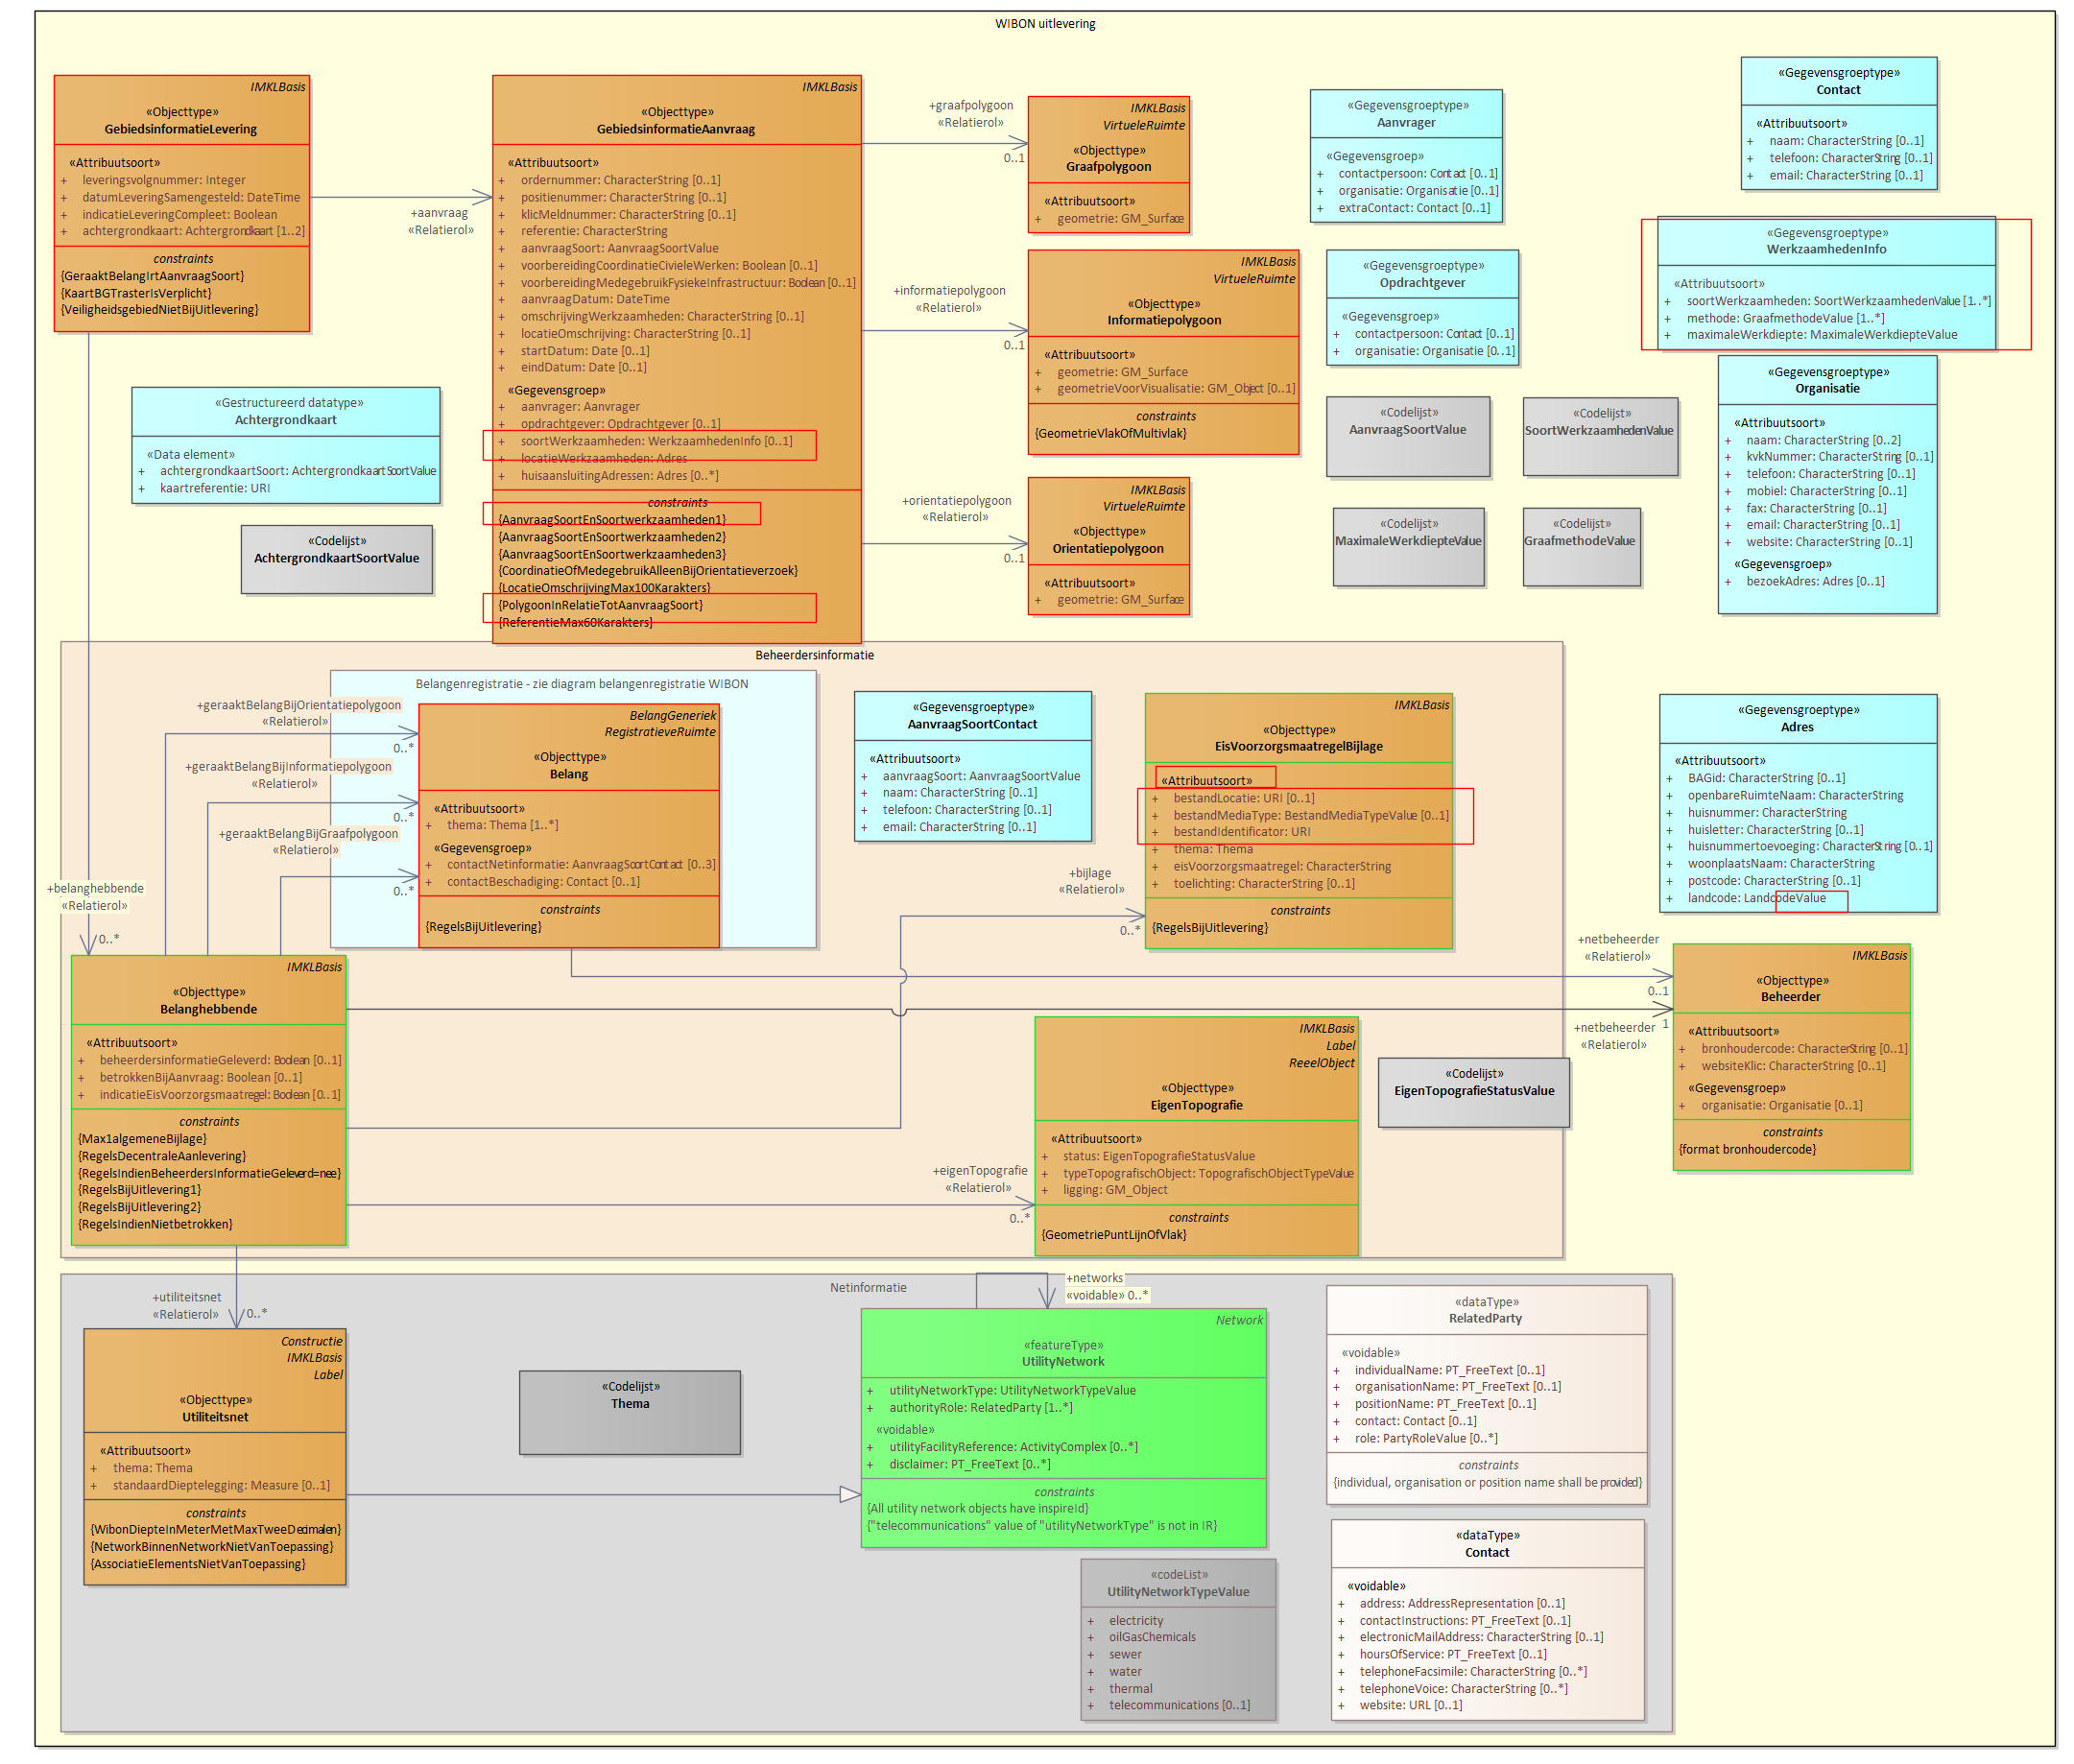 WIBON uitlevering
IMKLBasis
«Objecttype»
GebiedsinformatieLevering
«Attribuutsoort»
+ leveringsvolgnummer: Integer
+ datumLeveringSamengesteld: DateTime
+ indicatieLeveringCompleet: Boolean
+ achtergrondkaart: Achtergrondkaart [1..2]
constraints
{GeraaktBelangIrtAanvraagSoort}
{KaartBGTrasterIsVerplicht}
{VeiligheidsgebiedNietBijUitlevering}
+aanvraag
«Relatierol»
IMKLBasis
«Objecttype»
GebiedsinformatieAanvraag
«Attribuutsoort»
+ ordernummer: CharacterString [0..1]
+ positienummer: CharacterString [0..1]
+ klicMeldnummer: CharacterString [0..1]
+ referentie: CharacterString
+ aanvraagSoort: AanvraagSoortValue
+ voorbereidingCoordinatieCivieleWerken: Boolean [0..1]
+ voorbereidingMedegebruikFysiekeInfrastructuur: Boolean [0..1]
+ aanvraagDatum: DateTime
+ omschrijvingWerkzaamheden: CharacterString [0..1]
+ locatieOmschrijving: CharacterString [0..1]
+ startDatum: Date [0..1]
+ eindDatum: Date [0..1]
«Gegevensgroep»
+ aanvrager: Aanvrager
+ opdrachtgever: Opdrachtgever [0..1]
+ soortWerkzaamheden: WerkzaamhedenInfo [0..1]
+ locatieWerkzaamheden: Adres
+ huisaansluitingAdressen: Adres [0..*]
constraints
{AanvraagSoortEnSoortwerkzaamheden1}
{AanvraagSoortEnSoortwerkzaamheden2}
{AanvraagSoortEnSoortwerkzaamheden3}
{CoordinatieOfMedegebruikAlleenBijOrientatieverzoek}
{LocatieOmschrijvingMax100Karakters}
{PolygoonInRelatieTotAanvraagSoort}
{ReferentieMax60Karakters}
+graafpolygoon
«Relatierol»
0..1
IMKLBasis
VirtueleRuimte
«Objecttype»
Graafpolygoon
«Attribuutsoort»
+ geometrie: GM_Surface
+informatiepolygoon
«Relatierol»
0..1
IMKLBasis
VirtueleRuimte
«Objecttype»
Informatiepolygoon
«Attribuutsoort»
+ geometrie: GM_Surface
+ geometrieVoorVisualisatie: GM_Object [0..1]
constraints
{GeometrieVlakOfMultivlak}
+orientatiepolygoon
«Relatierol»
0..1
IMKLBasis
VirtueleRuimte
«Objecttype»
Orientatiepolygoon
«Attribuutsoort»
+ geometrie: GM_Surface
«Gegevensgroeptype»
Aanvrager
«Gegevensgroep»
+ contactpersoon: Contact [0..1]
+ organisatie: Organisatie [0..1]
+ extraContact: Contact [0..1]
«Gegevensgroeptype»
Opdrachtgever
«Gegevensgroep»
+ contactpersoon: Contact [0..1]
+ organisatie: Organisatie [0..1]
«Gegevensgroeptype»
Contact
«Attribuutsoort»
+ naam: CharacterString [0..1]
+ telefoon: CharacterString [0..1]
+ email: CharacterString [0..1]
«Gegevensgroeptype»
WerkzaamhedenInfo
«Attribuutsoort»
+ soortWerkzaamheden: SoortWerkzaamhedenValue [1..*]
+ methode: GraafmethodeValue [1..*]
+ maximaleWerkdiepte: MaximaleWerkdiepteValue
«Gegevensgroeptype»
Organisatie
«Attribuutsoort»
+ naam: CharacterString [0..2]
+ kvkNummer: CharacterString [0..1]
+ telefoon: CharacterString [0..1]
+ mobiel: CharacterString [0..1]
+ fax: CharacterString [0..1]
+ email: CharacterString [0..1]
+ website: CharacterString [0..1]
«Gegevensgroep»
+ bezoekAdres: Adres [0..1]
«Codelijst»
AanvraagSoortValue
«Codelijst»
SoortWerkzaamhedenValue
«Codelijst»
MaximaleWerkdiepteValue
«Codelijst»
GraafmethodeValue
«Gestructureerd datatype»
Achtergrondkaart
«Data element»
+ achtergrondkaartSoort: AchtergrondkaartSoortValue
+ kaartreferentie: URI
«Codelijst»
AchtergrondkaartSoortValue
Beheerdersinformatie
Belangenregistratie - zie diagram belangenregistratie WIBON
+geraaktBelangBijOrientatiepolygoon
«Relatierol»
0..*
+geraaktBelangBijInformatiepolygoon
«Relatierol»
0..*
+geraaktBelangBijGraafpolygoon
«Relatierol»
0..*
BelangGeneriek
RegistratieveRuimte
«Objecttype»
Belang
«Attribuutsoort»
+ thema: Thema [1..*]
«Gegevensgroep»
+ contactNetinformatie: AanvraagSoortContact [0..3]
+ contactBeschadiging: Contact [0..1]
constraints
{RegelsBijUitlevering}
«Gegevensgroeptype»
AanvraagSoortContact
«Attribuutsoort»
+ aanvraagSoort: AanvraagSoortValue
+ naam: CharacterString [0..1]
+ telefoon: CharacterString [0..1]
+ email: CharacterString [0..1]
IMKLBasis
«Objecttype»
EisVoorzorgsmaatregelBijlage
«Attribuutsoort»
+ bestandLocatie: URI [0..1]
+ bestandMediaType: BestandMediaTypeValue [0..1]
+ bestandIdentificator: URI
+ thema: Thema
+ eisVoorzorgsmaatregel: CharacterString
+ toelichting: CharacterString [0..1]
constraints
{RegelsBijUitlevering}
+bijlage
«Relatierol»
0..*
«Gegevensgroeptype»
Adres
«Attribuutsoort»
+ BAGid: CharacterString [0..1]
+ openbareRuimteNaam: CharacterString
+ huisnummer: CharacterString
+ huisletter: CharacterString [0..1]
+ huisnummertoevoeging: CharacterString [0..1]
+ woonplaatsNaam: CharacterString
+ postcode: CharacterString [0..1]
+ landcode: LandcodeValue
+belanghebbende
«Relatierol»
0..*
IMKLBasis
«Objecttype»
Belanghebbende
«Attribuutsoort»
+ beheerdersinformatieGeleverd: Boolean [0..1]
+ betrokkenBijAanvraag: Boolean [0..1]
+ indicatieEisVoorzorgsmaatregel: Boolean [0..1]
constraints
{Max1algemeneBijlage}
{RegelsDecentraleAanlevering}
{RegelsIndienBeheerdersInformatieGeleverd=nee}
{RegelsBijUitlevering1}
{RegelsBijUitlevering2}
{RegelsIndienNietbetrokken}
+netbeheerder
«Relatierol»
0..1
+netbeheerder
«Relatierol»
1
IMKLBasis
«Objecttype»
Beheerder
«Attribuutsoort»
+ bronhoudercode: CharacterString [0..1]
+ websiteKlic: CharacterString [0..1]
«Gegevensgroep»
+ organisatie: Organisatie [0..1]
constraints
{format bronhoudercode}
+eigenTopografie
«Relatierol»
0..*
IMKLBasis
Label
ReeelObject
«Objecttype»
EigenTopografie
«Attribuutsoort»
+ status: EigenTopografieStatusValue
+ typeTopografischObject: TopografischObjectTypeValue
+ ligging: GM_Object
constraints
{GeometriePuntLijnOfVlak}
«Codelijst»
EigenTopografieStatusValue
Netinformatie
+utiliteitsnet
«Relatierol»
0..*
Constructie
IMKLBasis
Label
«Objecttype»
Utiliteitsnet
«Attribuutsoort»
+ thema: Thema
+ standaardDieptelegging: Measure [0..1]
constraints
{WibonDiepteInMeterMetMaxTweeDecimalen}
{NetworkBinnenNetworkNietVanToepassing}
{AssociatieElementsNietVanToepassing}
«Codelijst»
Thema
+networks
«voidable» 0..*
Network
«featureType»
UtilityNetwork
+ utilityNetworkType: UtilityNetworkTypeValue
+ authorityRole: RelatedParty [1..*]
«voidable»
+ utilityFacilityReference: ActivityComplex [0..*]
+ disclaimer: PT_FreeText [0..*]
constraints
{All utility network objects have inspireId}
{"telecommunications" value of "utilityNetworkType" is not in IR}
«codeList»
UtilityNetworkTypeValue
+ electricity
+ oilGasChemicals
+ sewer
+ water
+ thermal
+ telecommunications [0..1]
«dataType»
RelatedParty
«voidable»
+ individualName: PT_FreeText [0..1]
+ organisationName: PT_FreeText [0..1]
+ positionName: PT_FreeText [0..1]
+ contact: Contact [0..1]
+ role: PartyRoleValue [0..*]
constraints
{individual, organisation or position name shall be provided}
«dataType»
Contact
«voidable»
+ address: AddressRepresentation [0..1]
+ contactInstructions: PT_FreeText [0..1]
+ electronicMailAddress: CharacterString [0..1]
+ hoursOfService: PT_FreeText [0..1]
+ telephoneFacsimile: CharacterString [0..*]
+ telephoneVoice: CharacterString [0..*]
+ website: URL [0..1]